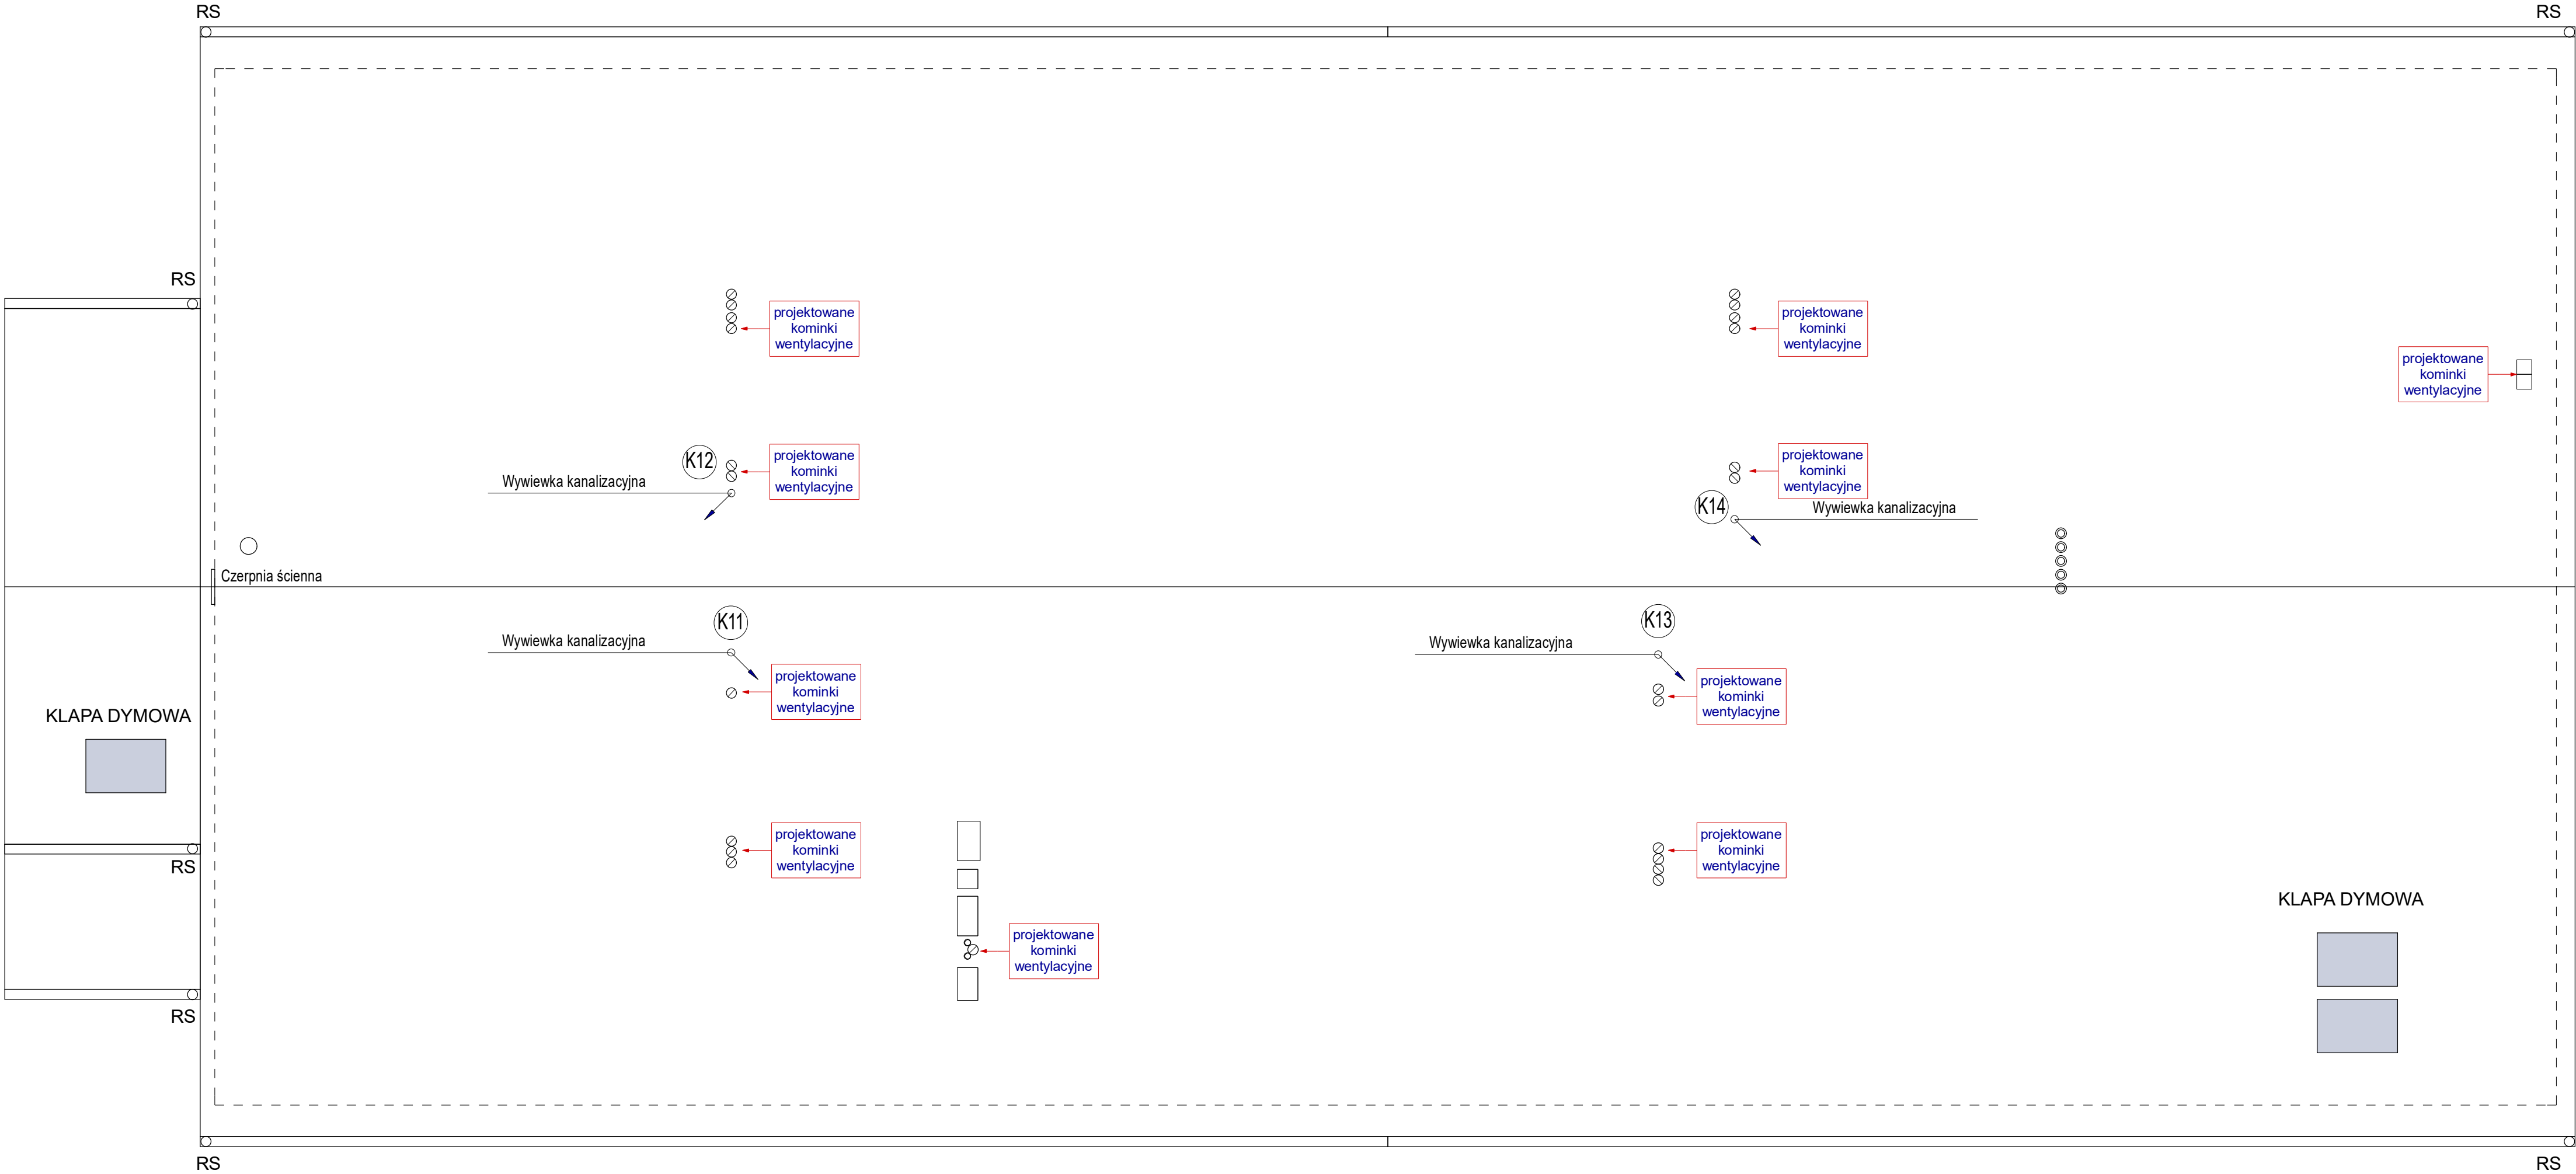 RS
RS
RS
projektowane
kominki
wentylacyjne
projektowane
kominki
wentylacyjne
projektowane
kominki
wentylacyjne
K12
projektowane
kominki
wentylacyjne
Wywiewka kanalizacyjna
projektowane
kominki
wentylacyjne
K14
Wywiewka kanalizacyjna
Czerpnia ścienna
K11
Wywiewka kanalizacyjna
projektowane
kominki
wentylacyjne
K13
Wywiewka kanalizacyjna
projektowane
kominki
wentylacyjne
KLAPA DYMOWA
projektowane
kominki
wentylacyjne
projektowane
kominki
wentylacyjne
RS
KLAPA DYMOWA
projektowane
kominki
wentylacyjne
RS
RS
RS